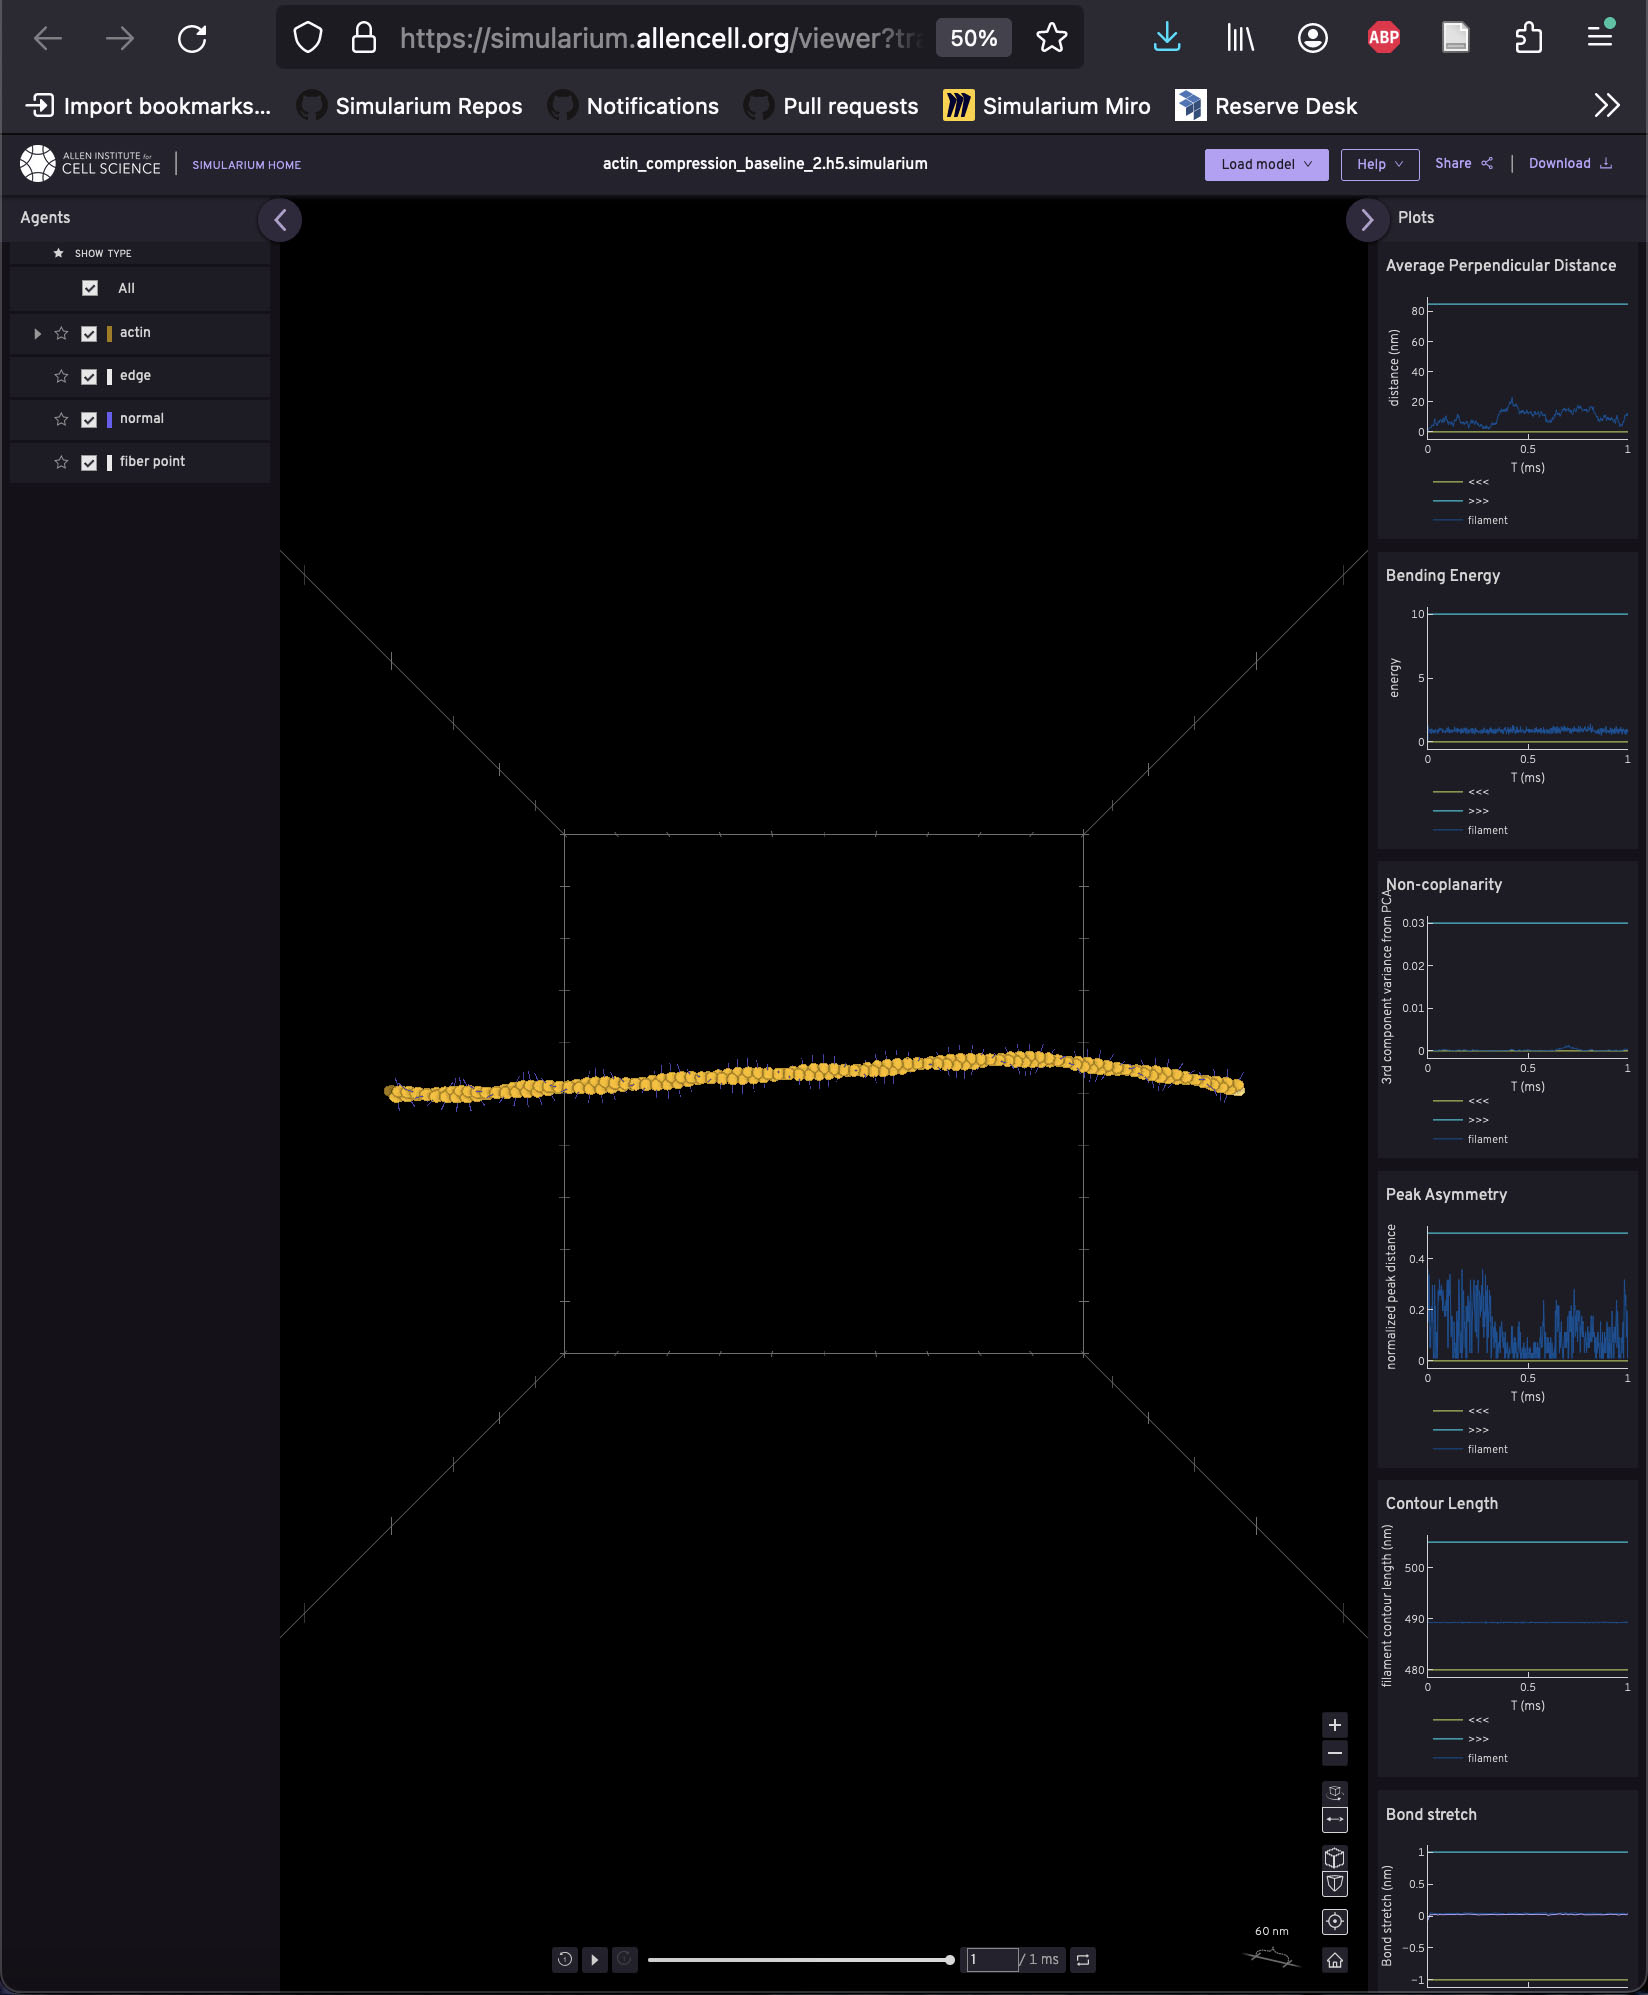 https://simularium.allencell.org/viewer?tra
50%
ABP
Import bookmarks...
Simularium Repos
Notifications
Pull requests
Simularium Miro
Reserve Desk
ALLEN INSTITUTE for
CELL SCIENCE
SIMULARIUM HOME
actin_compression_baseline_2.h5.simularium
Load model
Help
Share
Download
Agents
SHOW TYPE
All
actin
edge
normal
fiber point
60 nm
1
/ 1 ms
Plots
Average Perpendicular Distance
distance (nm)
80
60
40
20
0
0 0.5 1
T (ms)
<<<
>>>
filament
Bending Energy
energy
10
5
0
0 0.5 1
T (ms)
<<<
>>>
filament
Non-coplanarity
3rd component variance from PCA
0.03
0.02
0.01
0
0 0.5 1
T (ms)
<<<
>>>
filament
Peak Asymmetry
normalized peak distance
0.4
0.2
0
0 0.5 1
T (ms)
<<<
>>>
filament
Contour Length
filament contour length (nm)
500
490
480
0 0.5 1
T (ms)
<<<
>>>
filament
Bond stretch
Bond stretch (nm)
1
0.5
0
−0.5
−1